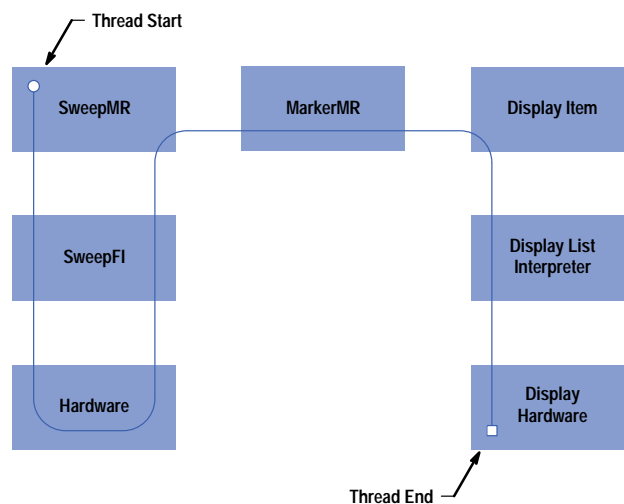 Thread Start
SweepMR
MarkerMR
Display Item
SweepFI
Display List
Interpreter
Hardware
Display
Hardware
Thread End